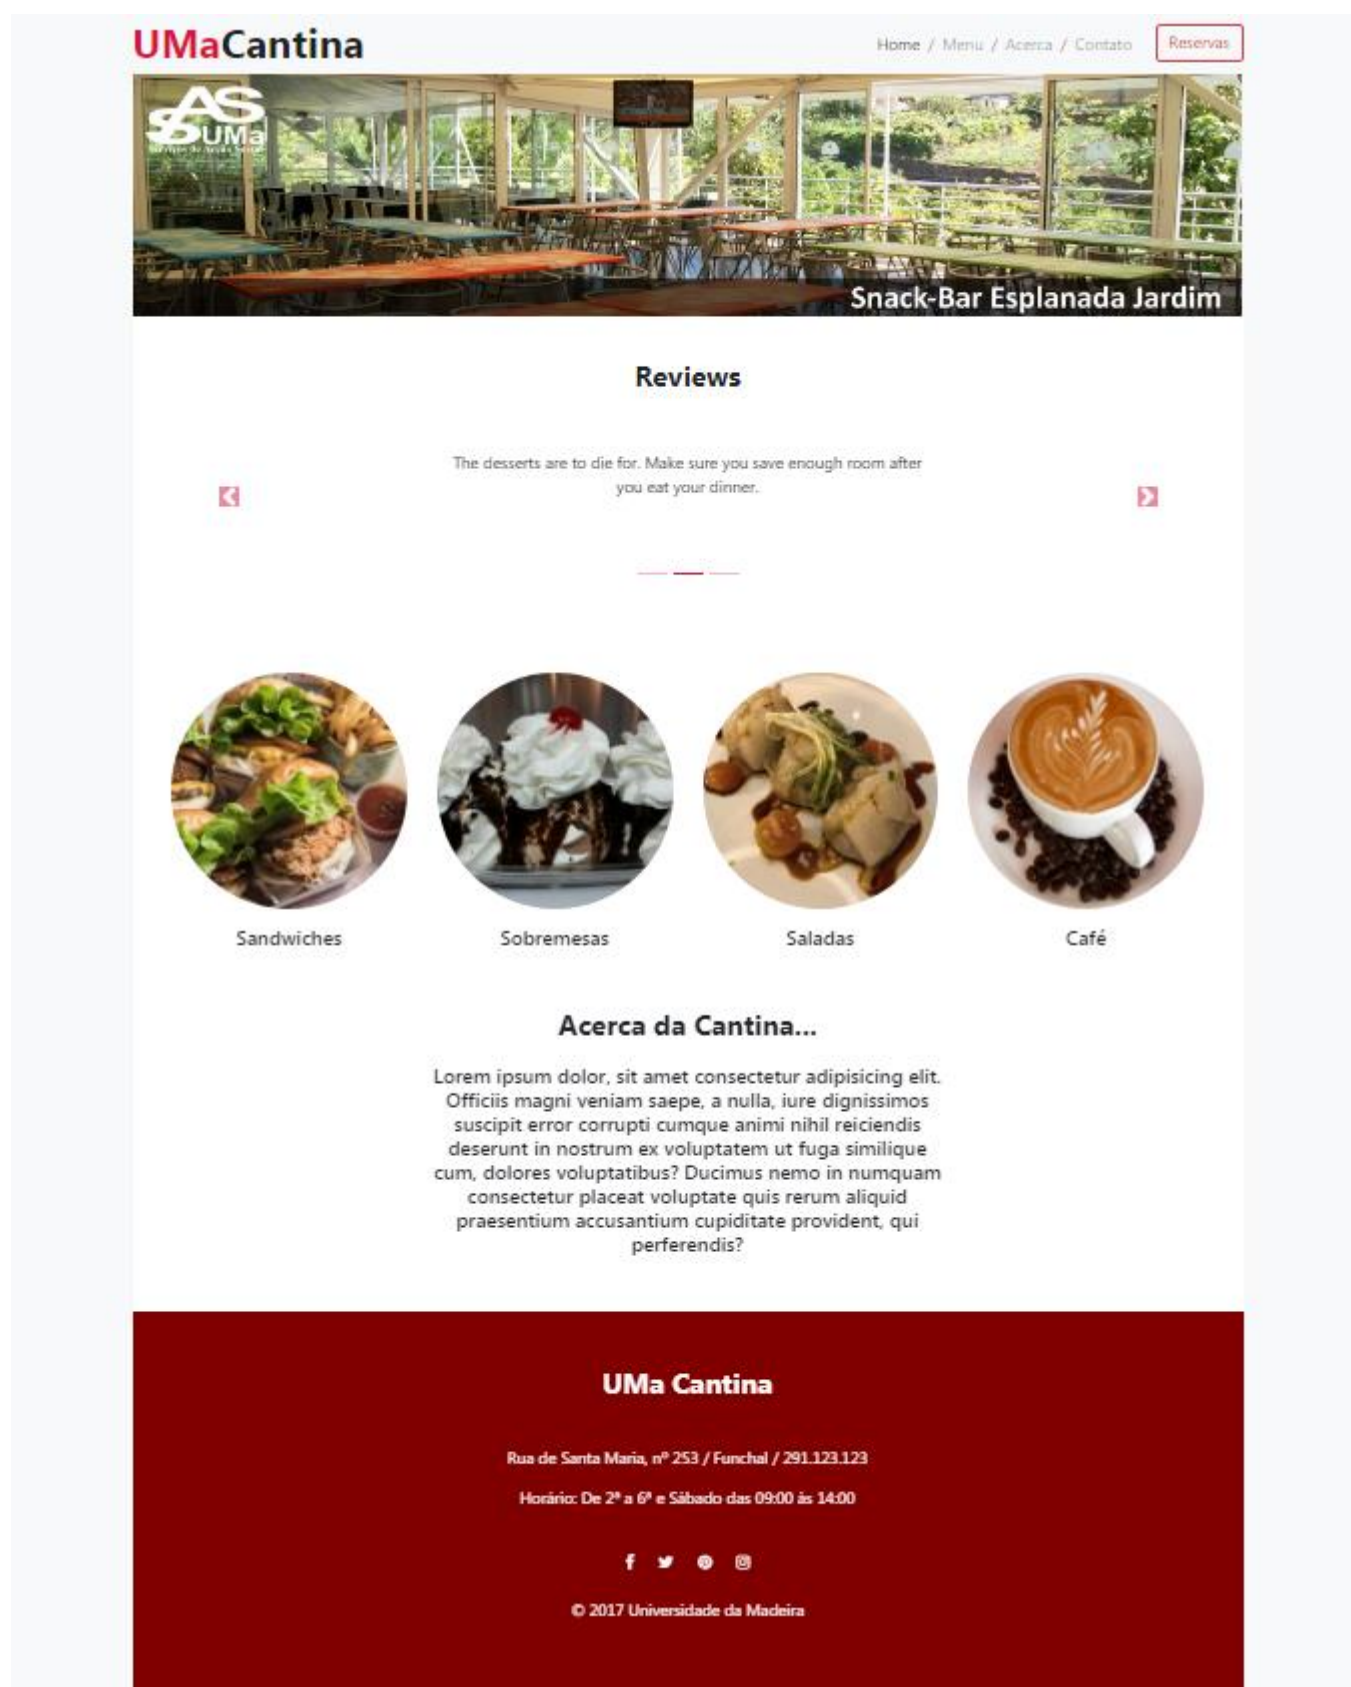 UMaCantina
Home / Menu / Acerca / Contato
Reservas
AS
UMa
Snack-Bar Esplanada Jardim
Reviews
The desserts are to die for. Make sure you save enough room after
you eat your dinner.
Sandwiches
Sobremesas
Saladas
Café
Acerca da Cantina...
Lorem ipsum dolor, sit amet consectetur adipisicing elit.
Officiis magni veniam saepe, a nulla, iure dignissimos
suscipit error corrupti cumque animi nihil reiciendis
deserunt in nostrum ex voluptatem ut fuga similique
cum, dolores voluptatibus? Ducimus nemo in numquam
consectetur placeat voluptate quis rerum aliquid
praesentium accusantium cupiditate provident, qui
perferendis?
UMa Cantina
Rua de Santa Maria, nº 253 / Funchal / 291.123.123
Horário: De 2ª a 6ª e Sábado das 09:00 às 14:00
© 2017 Universidade da Madeira